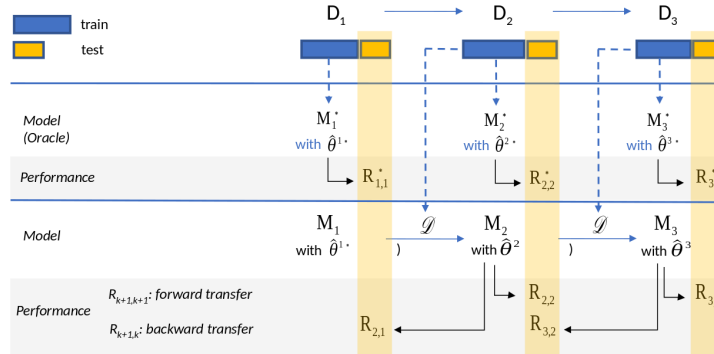 D1 D2 D3
train
test
Model
(Oracle)
M1* M2* M3*
with θ̂1* with θ̂2* with θ̂3*
Performance
R*1,1 R*2,2 R*3
Model
M1 𝒟 M2 𝒟 M3
with θ̂1* ) with θ̂2 ) with θ̂3
Performance
Rk+1,k+1: forward transfer
R2,2 R3
Rk+1,k: backward transfer
R2,1 R3,2